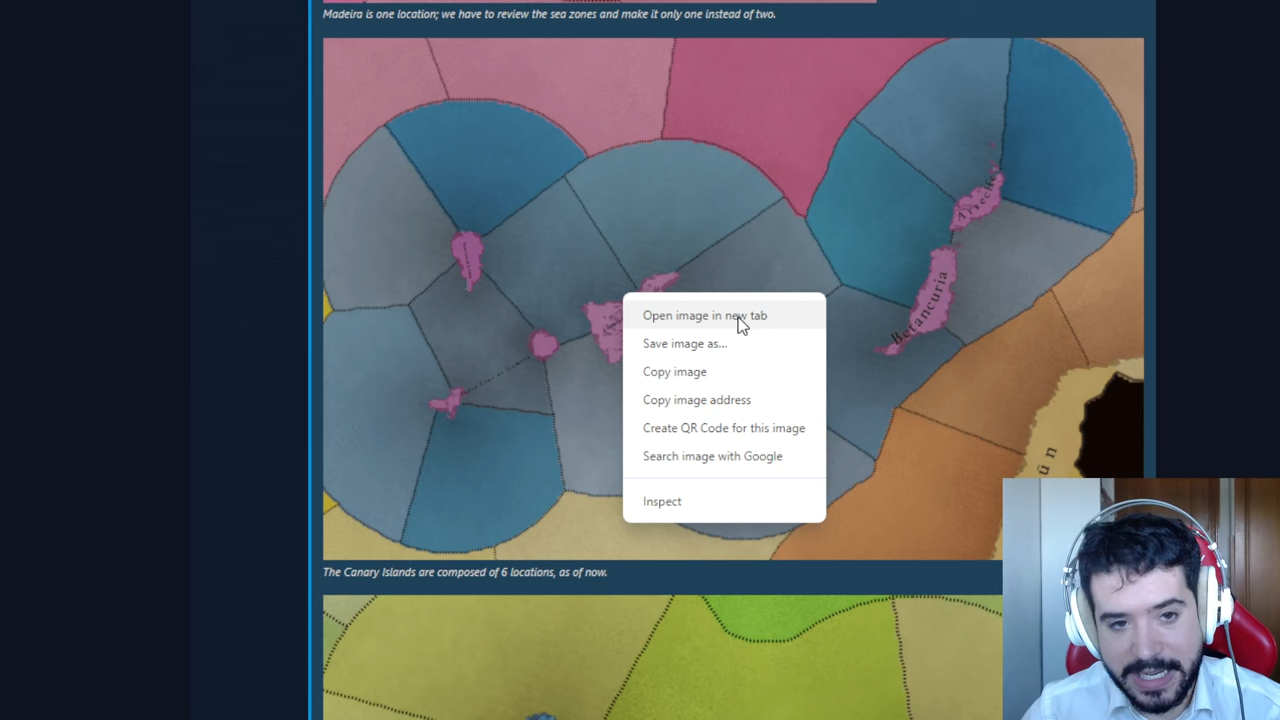 Madeira is one location; we have to review the sea zones and make it only one instead of two.
Arrecife
Betancuria
Open image in new tab
Save image as...
Copy image
Copy image address
Create QR Code for this image
Search image with Google
Inspect
ūn
The Canary Islands are composed of 6 locations, as of now.